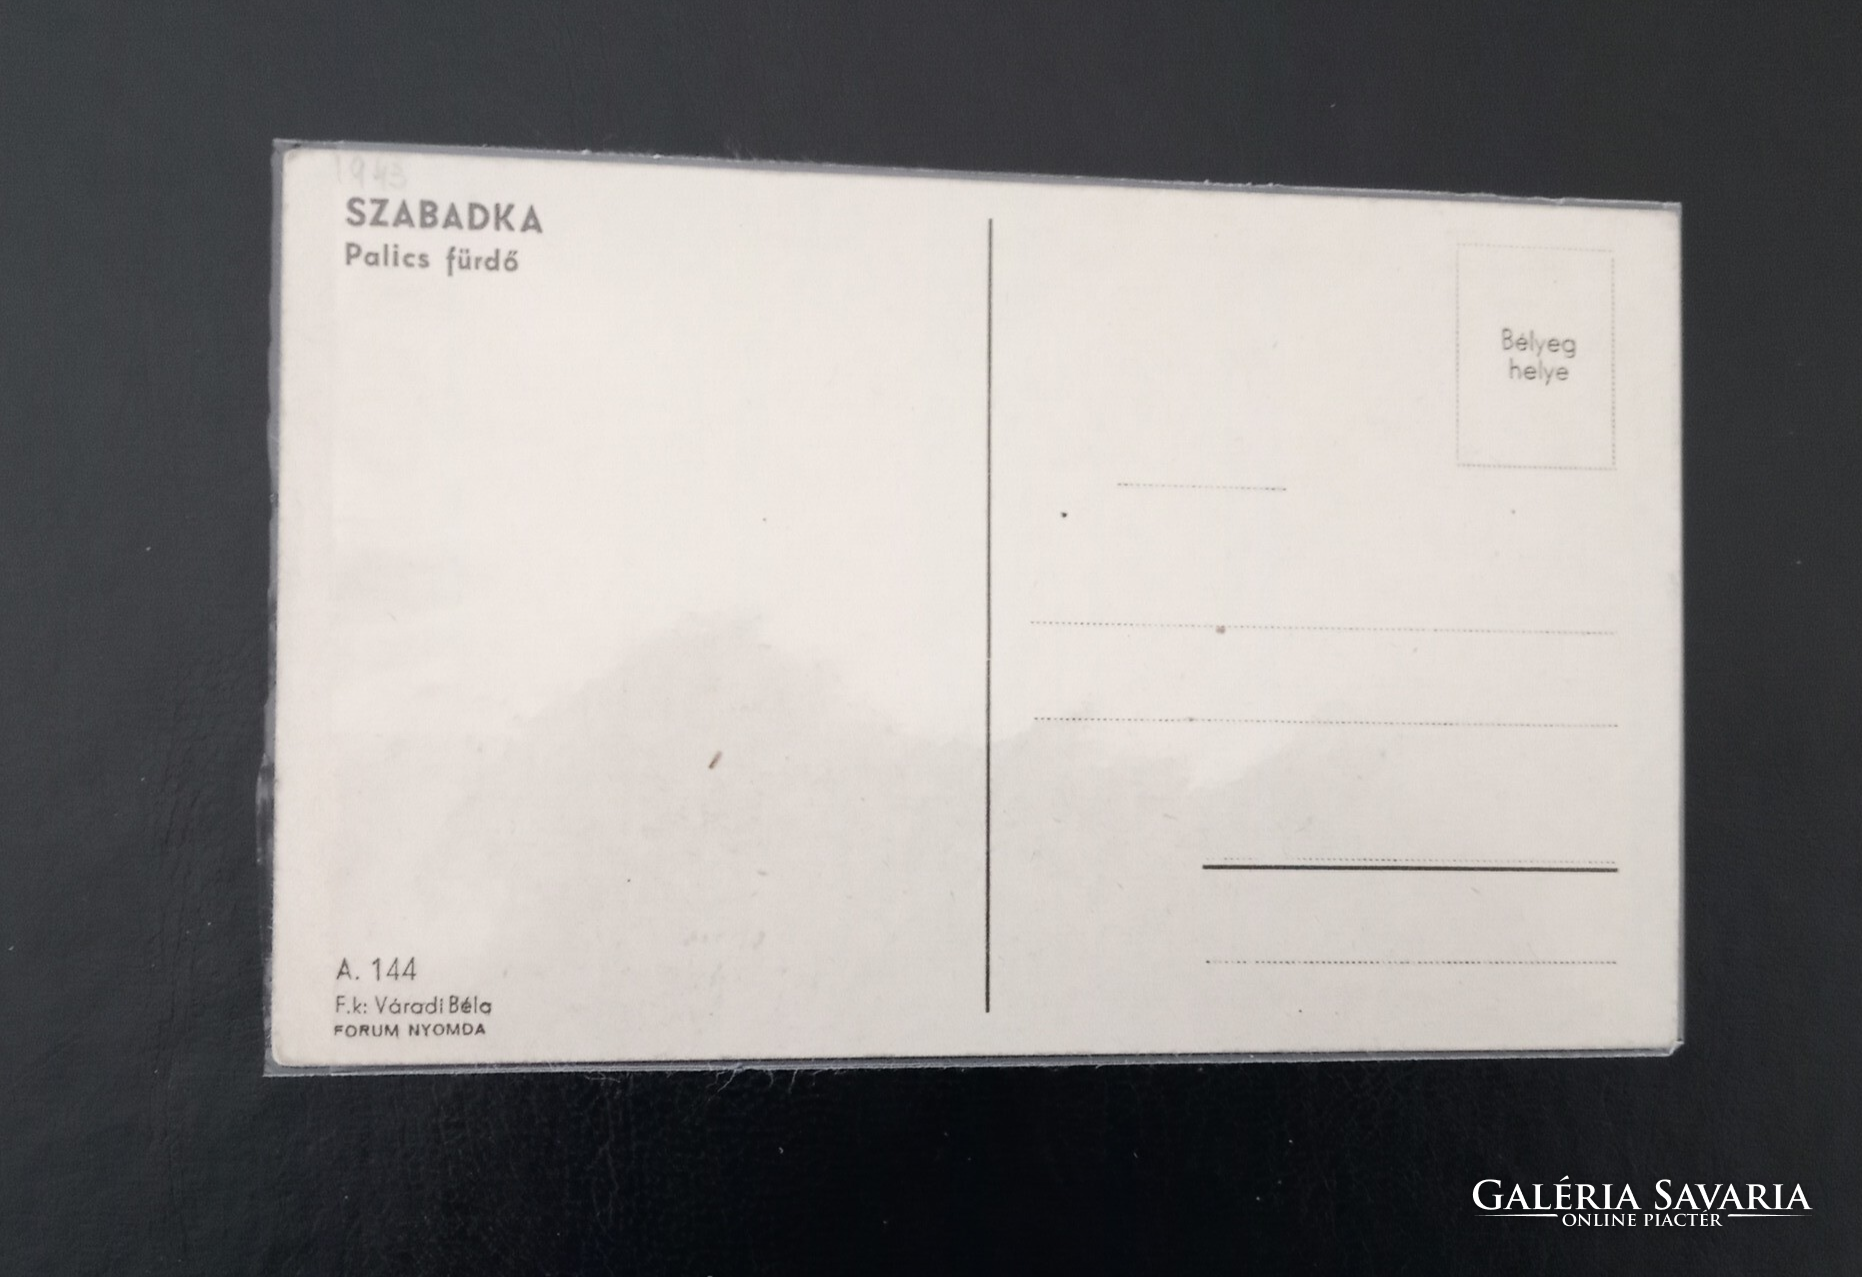 1943
SZABADKA
Palics fürdő
Bélyeg
helye
A. 144
F.k: Váradi Béla
FORUM NYOMDA
GALÉRIA SAVARIA
ONLINE PIACTÉR